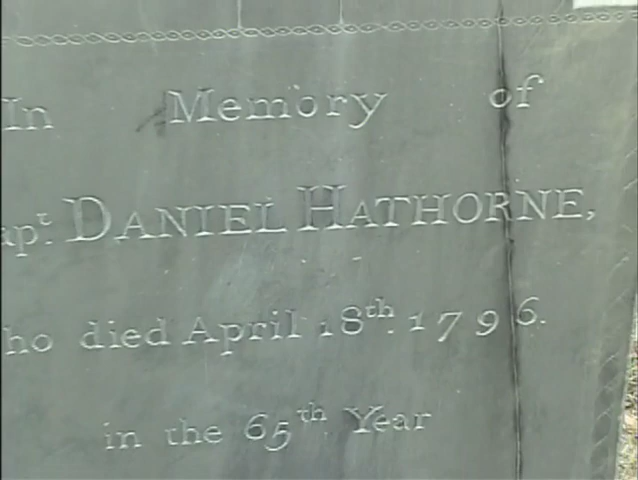 In Memory of
apt. DANIEL HATHORNE,
ho died April 18th. 1796.
in the 65th Year